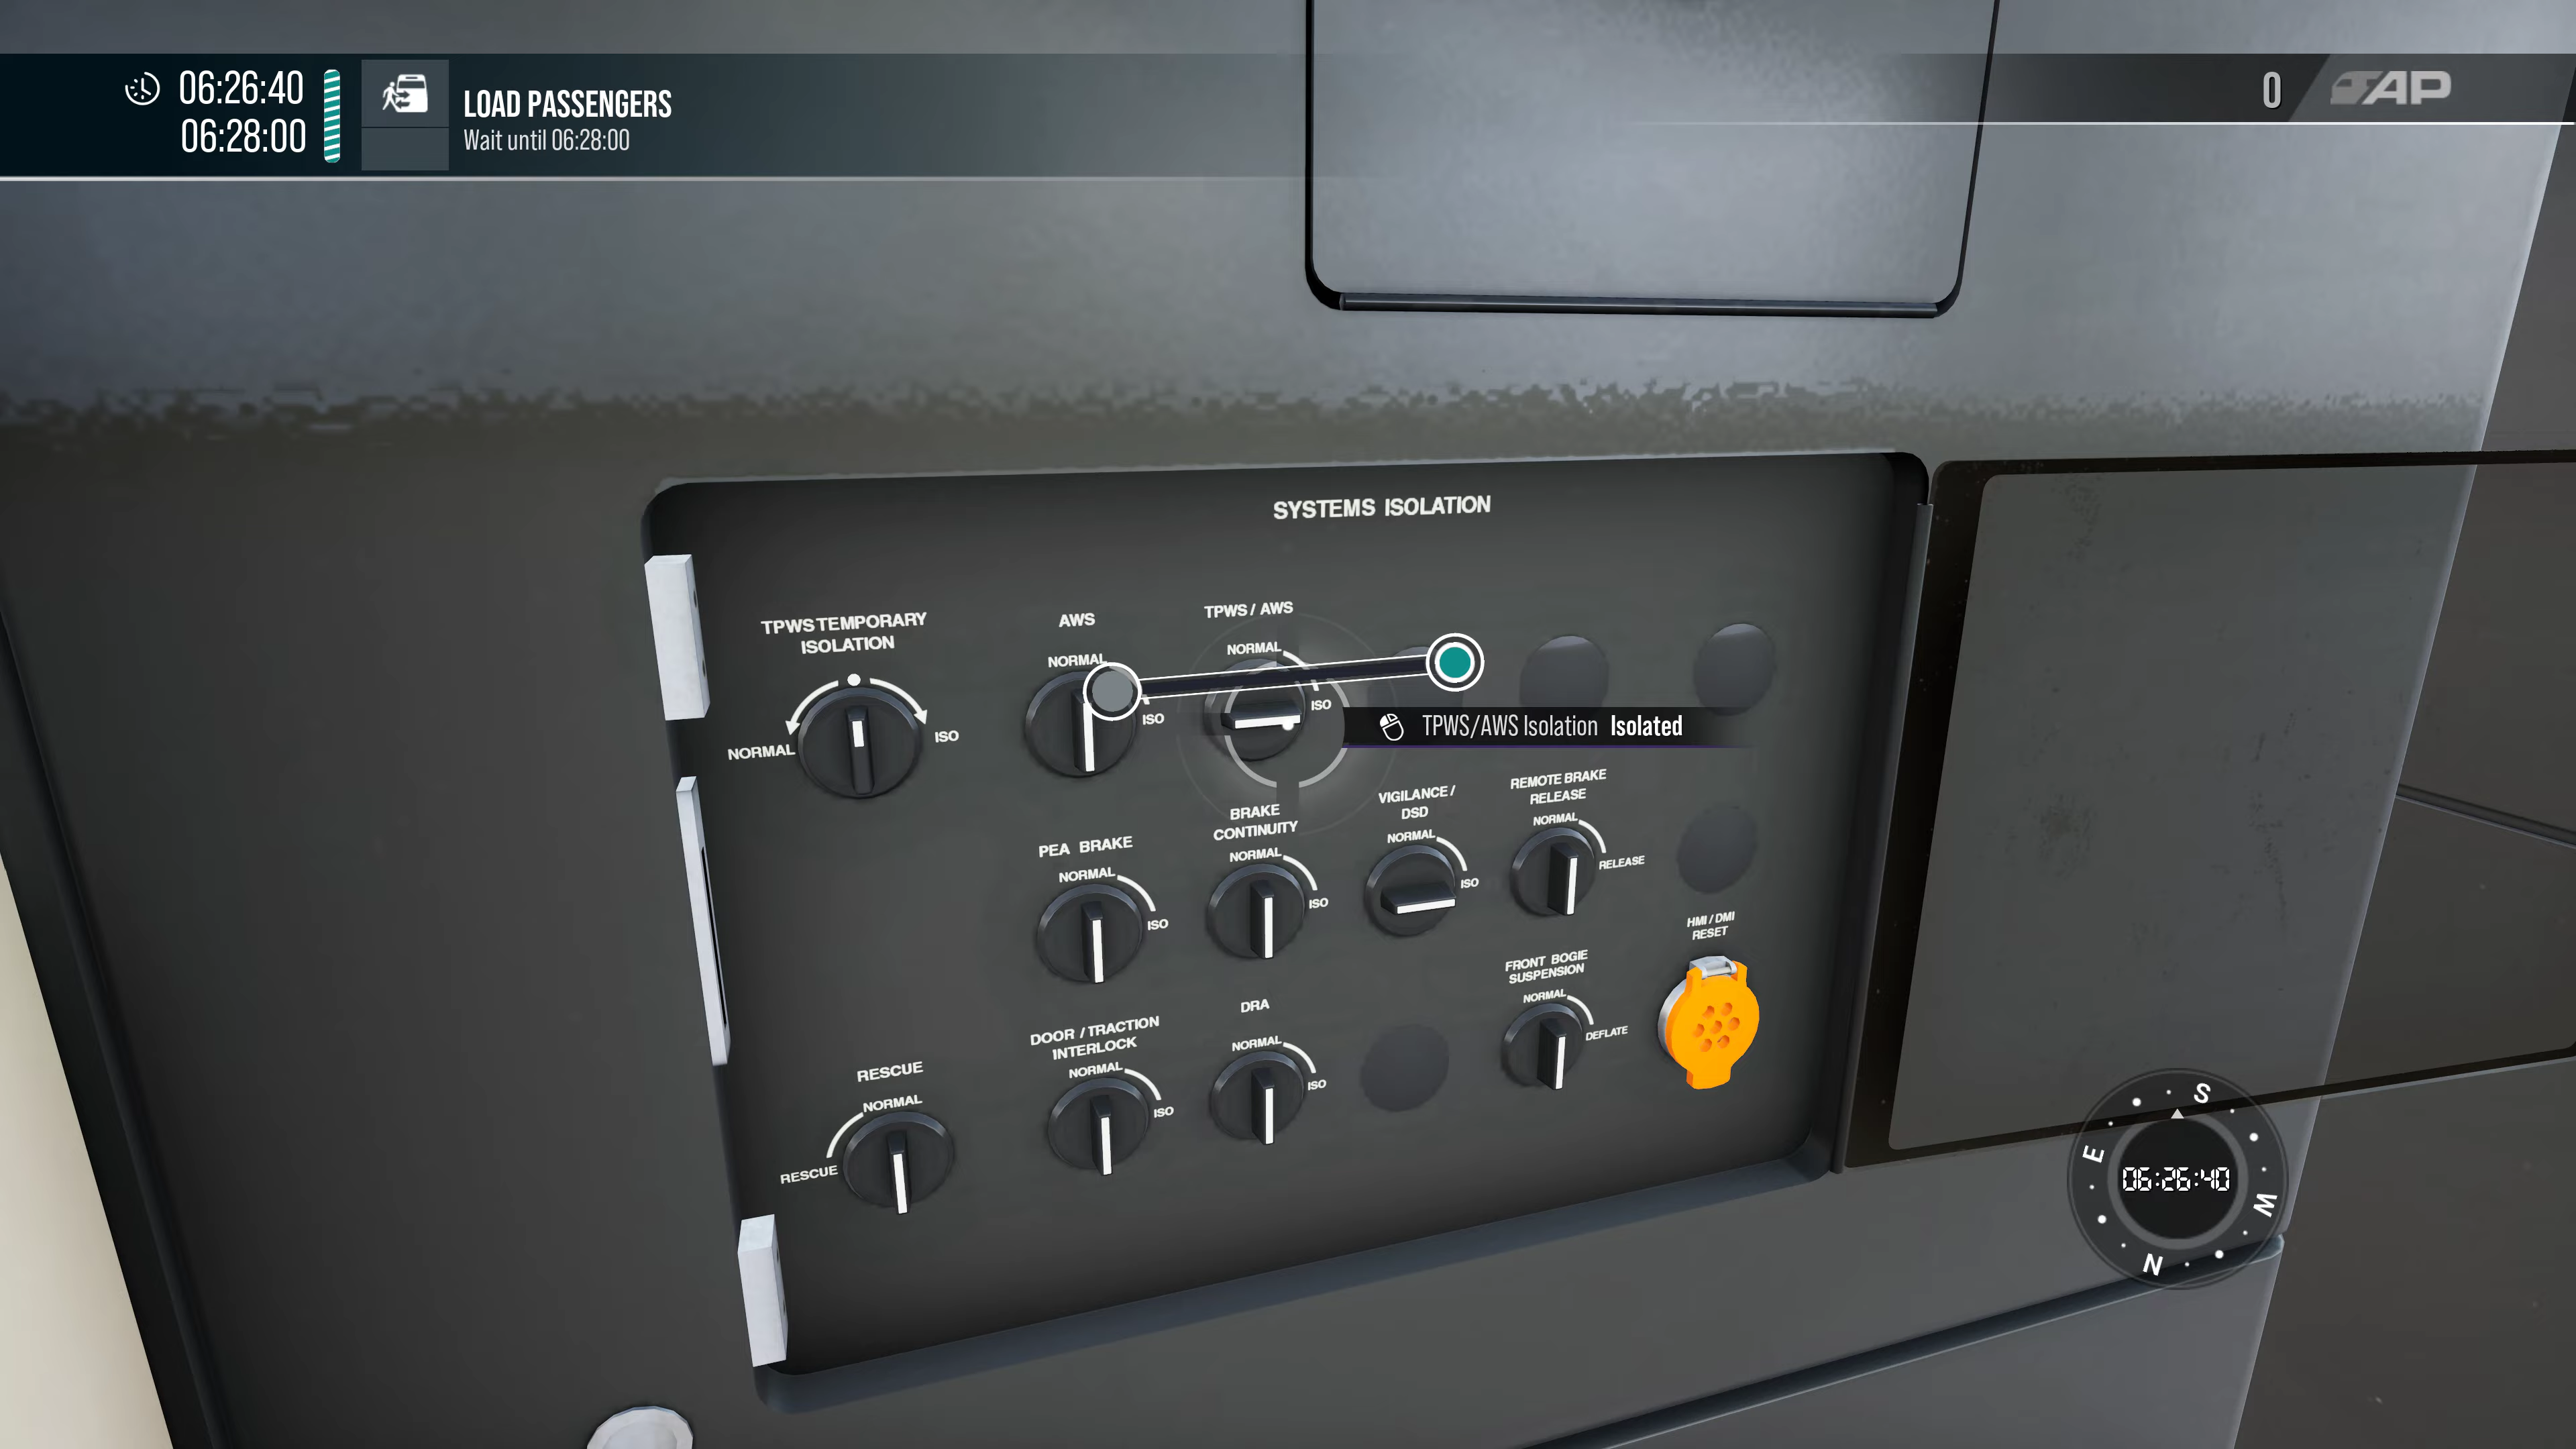 06:26:40
06:28:00
LOAD PASSENGERS
Wait until 06:28:00
0
AP
SYSTEMS ISOLATION
TPWS TEMPORARY
ISOLATION
NORMAL
ISO
AWS
NORMAL
ISO
TPWS / AWS
NORMAL
ISO
TPWS/AWS Isolation Isolated
PEA BRAKE
NORMAL
ISO
BRAKE
CONTINUITY
NORMAL
ISO
VIGILANCE /
DSD
NORMAL
ISO
REMOTE BRAKE
RELEASE
NORMAL
RELEASE
RESCUE
NORMAL
RESCUE
DOOR / TRACTION
INTERLOCK
NORMAL
ISO
DRA
NORMAL
ISO
FRONT BOGIE
SUSPENSION
NORMAL
DEFLATE
HMI / DMI
RESET
S
E
W
N
06:26:40